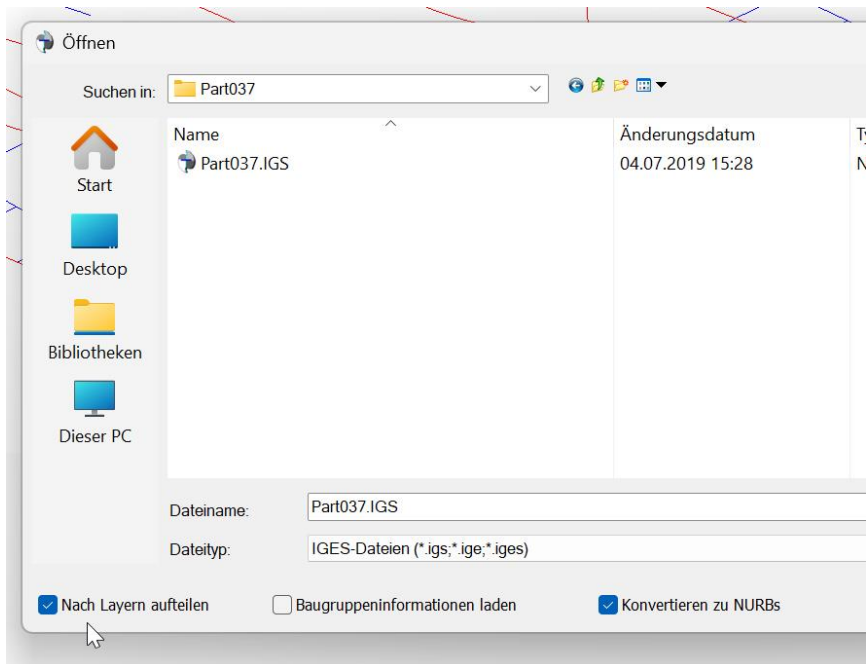 Öffnen
Suchen in: Part037
Name Änderungsdatum
Part037.IGS 04.07.2019 15:28
Start
Desktop
Bibliotheken
Dieser PC
Dateiname: Part037.IGS
Dateityp: IGES-Dateien (*.igs;*.ige;*.iges)
Nach Layern aufteilen Baugruppeninformationen laden Konvertieren zu NURBs